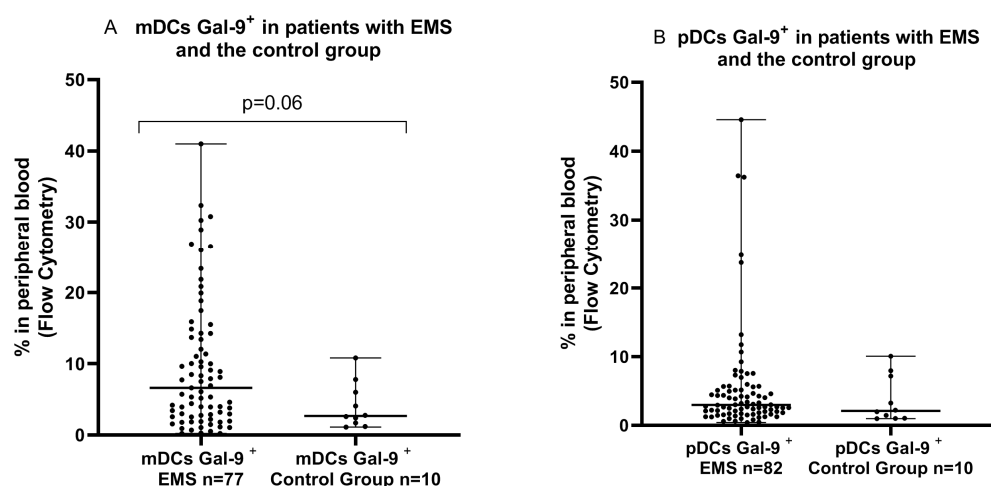 A mDCs Gal-9+ in patients with EMS
and the control group
p=0.06
50
40
30
20
10
0
% in peripheral blood
(Flow Cytometry)
mDCs Gal-9 +
EMS n=77
mDCs Gal-9 +
Control Group n=10
B pDCs Gal-9+ in patients with EMS
and the control group
50
40
30
20
10
0
% in peripheral blood
(Flow Cytometry)
pDCs Gal-9 +
EMS n=82
pDCs Gal-9 +
Control Group n=10